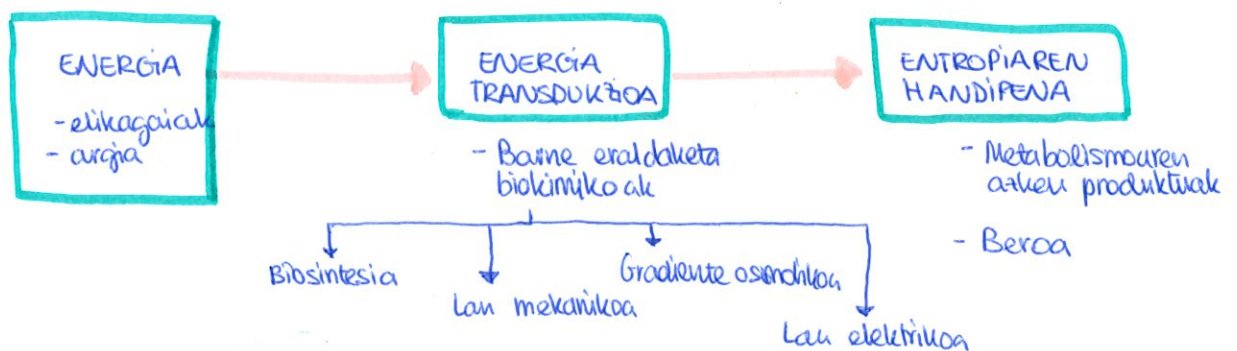 ENERGIA
- elikagaiak
- argia
ENERGIA
TRANSDUKZIOA
- Barne eraldaketa
biokimikoak
Biosintesia
Lan mekanikoa
Gradiente osmotikoa
Lan elektrikoa
ENTROPIAREN
HANDIPENA
- Metabolismoaren
azken produktuak
- Beroa